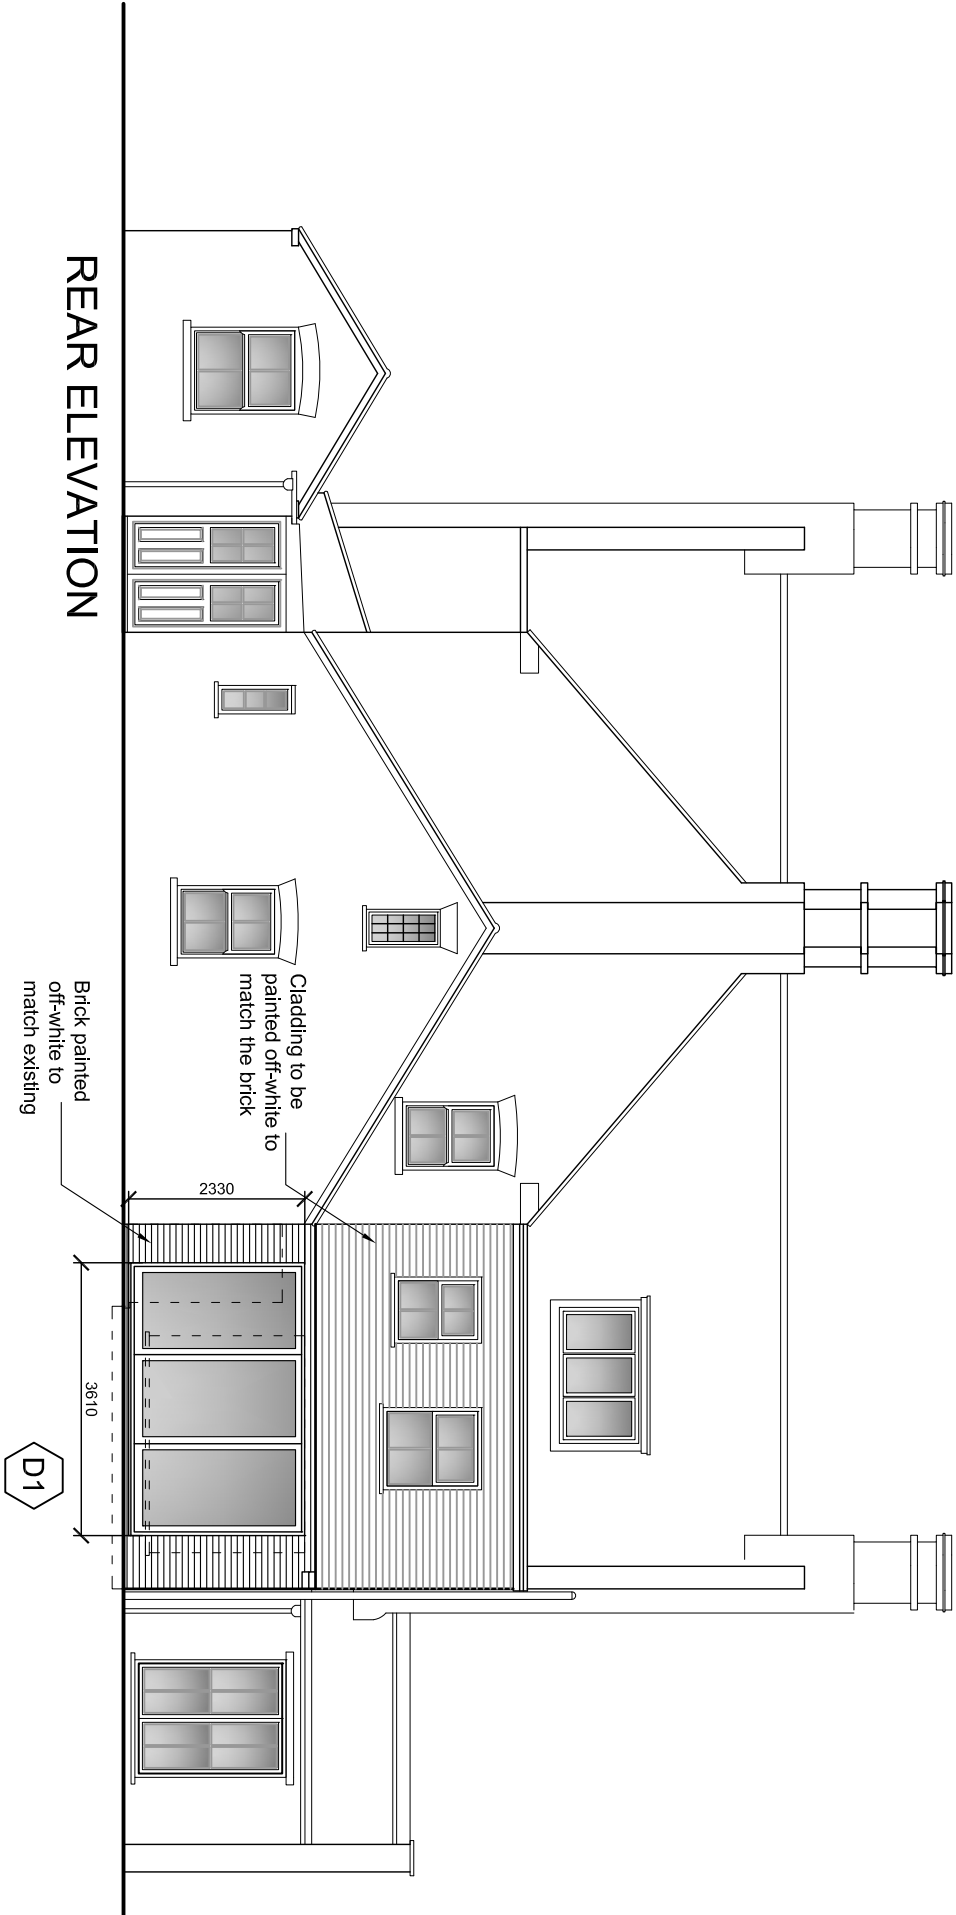 REAR ELEVATION
Cladding to be
painted off-white to
match the brick
Brick painted
off-white to
match existing
2330
3610
D1